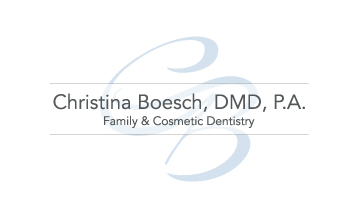 Christina Boesch, DMD, P.A.
Family & Cosmetic Dentistry